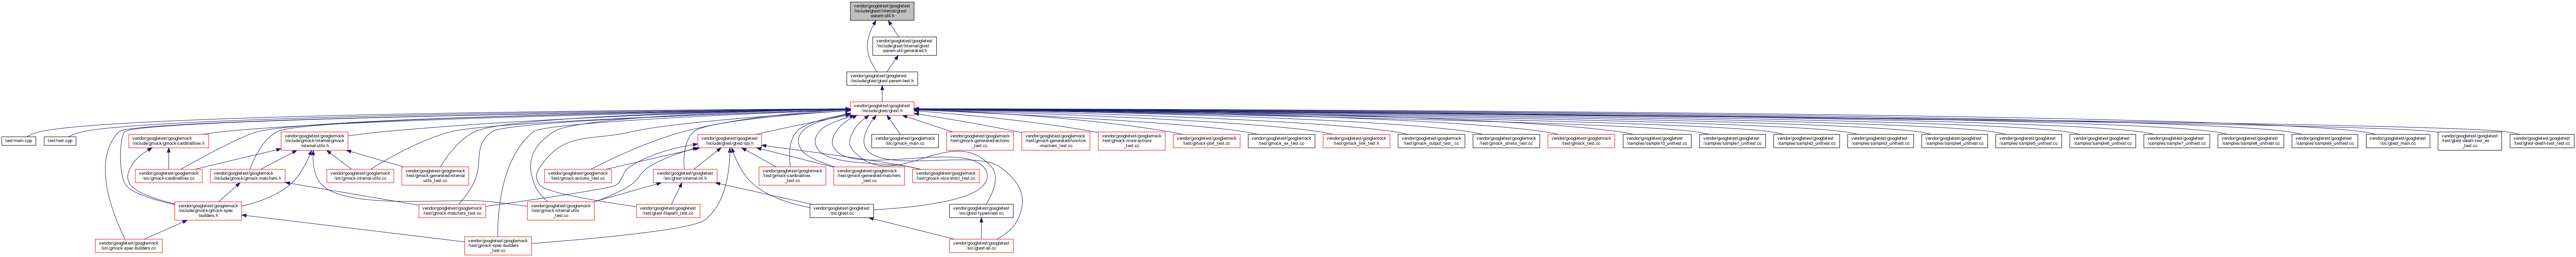 vendor/googletest/googletest
/include/gtest/internal/gtest
-param-util.h
vendor/googletest/googletest
/include/gtest/internal/gtest
-param-util-generated.h
vendor/googletest/googletest
/include/gtest/gtest-param-test.h
vendor/googletest/googletest
/include/gtest/gtest.h
test/main.cpp
test/test.cpp
vendor/googletest/googlemock
/include/gmock/gmock-cardinalities.h
vendor/googletest/googlemock
/include/gmock/internal/gmock
-internal-utils.h
vendor/googletest/googletest
/include/gtest/gtest-spi.h
vendor/googletest/googlemock
/src/gmock_main.cc
vendor/googletest/googlemock
/test/gmock-generated-actions
_test.cc
vendor/googletest/googlemock
/test/gmock-generated-function
-mockers_test.cc
vendor/googletest/googlemock
/test/gmock-more-actions
_test.cc
vendor/googletest/googlemock
/test/gmock-port_test.cc
vendor/googletest/googlemock
/test/gmock_ex_test.cc
vendor/googletest/googlemock
/test/gmock_link_test.h
vendor/googletest/googlemock
/test/gmock_output_test_.cc
vendor/googletest/googlemock
/test/gmock_stress_test.cc
vendor/googletest/googlemock
/test/gmock_test.cc
vendor/googletest/googletest
/samples/sample10_unittest.cc
vendor/googletest/googletest
/samples/sample1_unittest.cc
vendor/googletest/googletest
/samples/sample2_unittest.cc
vendor/googletest/googletest
/samples/sample3_unittest.cc
vendor/googletest/googletest
/samples/sample4_unittest.cc
vendor/googletest/googletest
/samples/sample5_unittest.cc
vendor/googletest/googletest
/samples/sample6_unittest.cc
vendor/googletest/googletest
/samples/sample7_unittest.cc
vendor/googletest/googletest
/samples/sample8_unittest.cc
vendor/googletest/googletest
/samples/sample9_unittest.cc
vendor/googletest/googletest
/src/gtest_main.cc
vendor/googletest/googletest
/test/gtest-death-test_ex
_test.cc
vendor/googletest/googletest
/test/gtest-death-test_test.cc
vendor/googletest/googlemock
/src/gmock-cardinalities.cc
vendor/googletest/googlemock
/include/gmock/gmock-matchers.h
vendor/googletest/googlemock
/src/gmock-internal-utils.cc
vendor/googletest/googlemock
/test/gmock-generated-internal
-utils_test.cc
vendor/googletest/googlemock
/test/gmock-actions_test.cc
vendor/googletest/googletest
/src/gtest-internal-inl.h
vendor/googletest/googlemock
/test/gmock-cardinalities
_test.cc
vendor/googletest/googlemock
/test/gmock-generated-matchers
_test.cc
vendor/googletest/googlemock
/test/gmock-nice-strict_test.cc
vendor/googletest/googlemock
/include/gmock/gmock-spec
-builders.h
vendor/googletest/googlemock
/test/gmock-matchers_test.cc
vendor/googletest/googlemock
/test/gmock-internal-utils
_test.cc
vendor/googletest/googletest
/test/gtest-filepath_test.cc
vendor/googletest/googletest
/src/gtest.cc
vendor/googletest/googletest
/src/gtest-typed-test.cc
vendor/googletest/googlemock
/src/gmock-spec-builders.cc
vendor/googletest/googlemock
/test/gmock-spec-builders
_test.cc
vendor/googletest/googletest
/src/gtest-all.cc